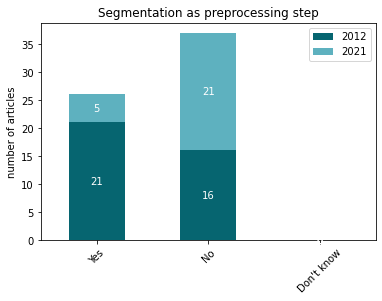 Segmentation as preprocessing step
2012
2021
number of articles
35
30
25
20
15
10
5
0
5
21
21
16
Yes
No
Don't know